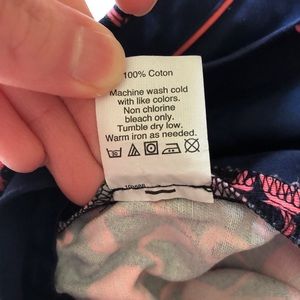 100% Coton
Machine wash cold
with like colors.
Non chlorine
bleach only.
Tumble dry low.
Warm iron as needed.